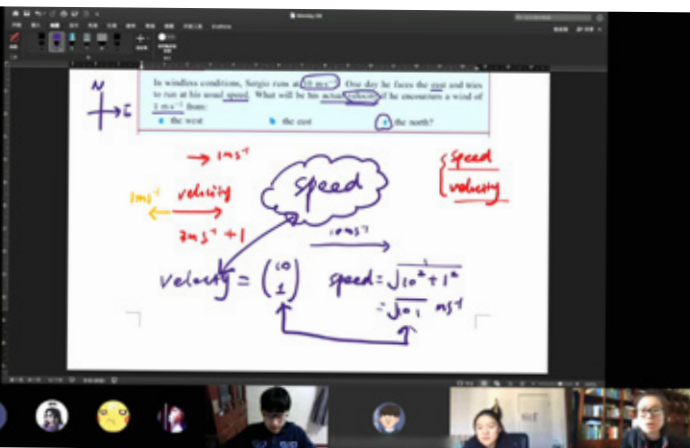 In windless conditions, Sergio runs at 10 ms⁻¹. One day he faces the east and tries
to run at his usual speed. What will be his actual velocity if he encounters a wind of
1 ms⁻¹ from:
a the west b the east c the north?
N
E
→ 1ms⁻¹
1ms⁻¹ velocity
+ 1
speed
{ speed
velocity
10ms⁻¹
velocity = (10
1)
speed = √10² + 1²
= √101 ms⁻¹